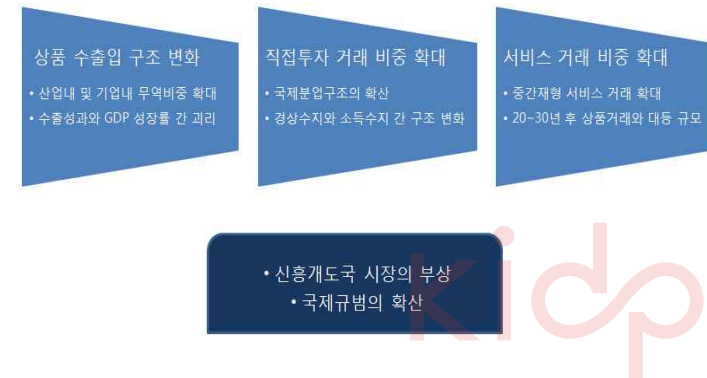 상품 수출입 구조 변화
• 산업내 및 기업내 무역비중 확대
• 수출성과와 GDP 성장률 간 괴리
직접투자 거래 비중 확대
• 국제분업구조의 확산
• 경상수지와 소득수지 간 구조 변화
서비스 거래 비중 확대
• 중간재형 서비스 거래 확대
• 20~30년 후 상품거래와 대등 규모
• 신흥개도국 시장의 부상
• 국제규범의 확산
kidp